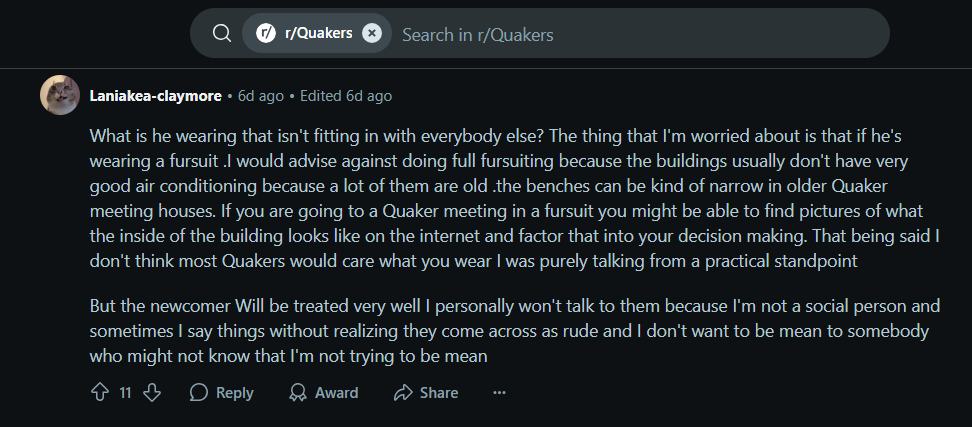 r/ r/Quakers Search in r/Quakers
Laniakea-claymore • 6d ago • Edited 6d ago
What is he wearing that isn't fitting in with everybody else? The thing that I'm worried about is that if he's
wearing a fursuit .I would advise against doing full fursuiting because the buildings usually don't have very
good air conditioning because a lot of them are old .the benches can be kind of narrow in older Quaker
meeting houses. If you are going to a Quaker meeting in a fursuit you might be able to find pictures of what
the inside of the building looks like on the internet and factor that into your decision making. That being said I
don't think most Quakers would care what you wear I was purely talking from a practical standpoint
But the newcomer Will be treated very well I personally won't talk to them because I'm not a social person and
sometimes I say things without realizing they come across as rude and I don't want to be mean to somebody
who might not know that I'm not trying to be mean
11 Reply Award Share ...